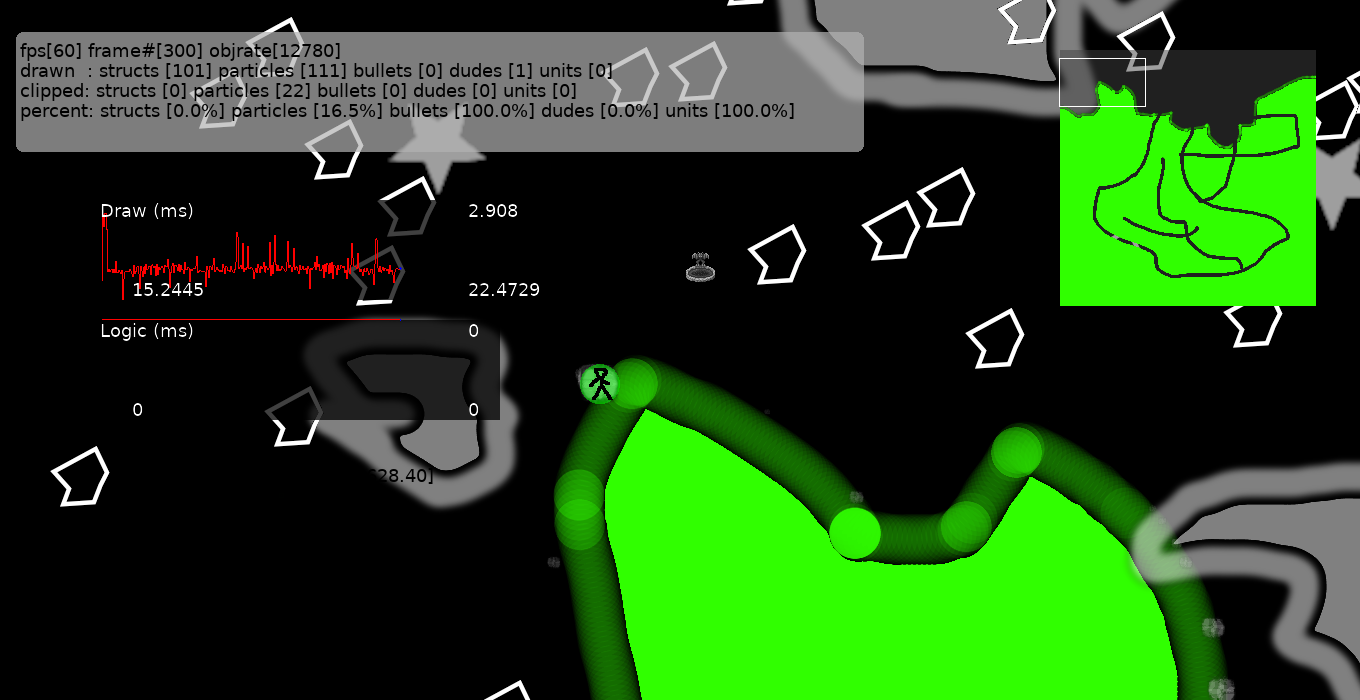 fps[60] frame#[300] objrate[12780]
drawn  : structs [101] particles [111] bullets [0] dudes [1] units [0]
clipped: structs [0] particles [22] bullets [0] dudes [0] units [0]
percent: structs [0.0%] particles [16.5%] bullets [100.0%] dudes [0.0%] units [100.0%]
Draw (ms) 2.908
15.2445 22.4729
Logic (ms) 0
0 0
28.40]